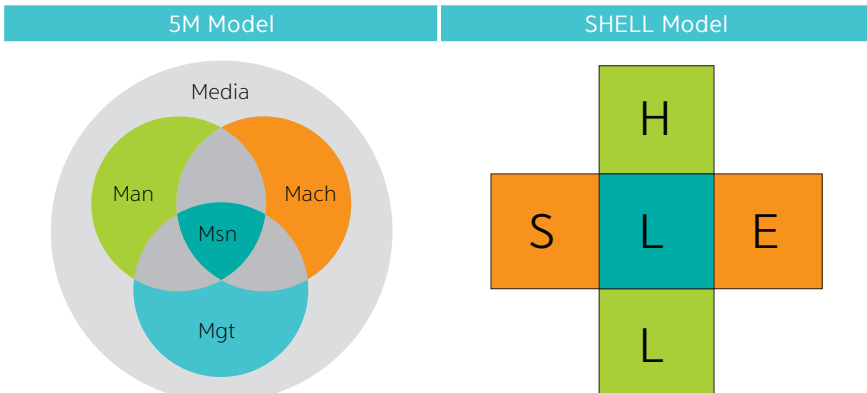 5M Model
SHELL Model
Media
Man
Mach
Msn
Mgt
H
S L E
L